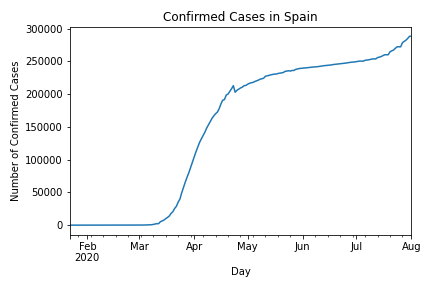 Confirmed Cases in Spain
300000
250000
200000
150000
100000
50000
0
Number of Confirmed Cases
Feb Mar Apr May Jun Jul Aug
2020
Day